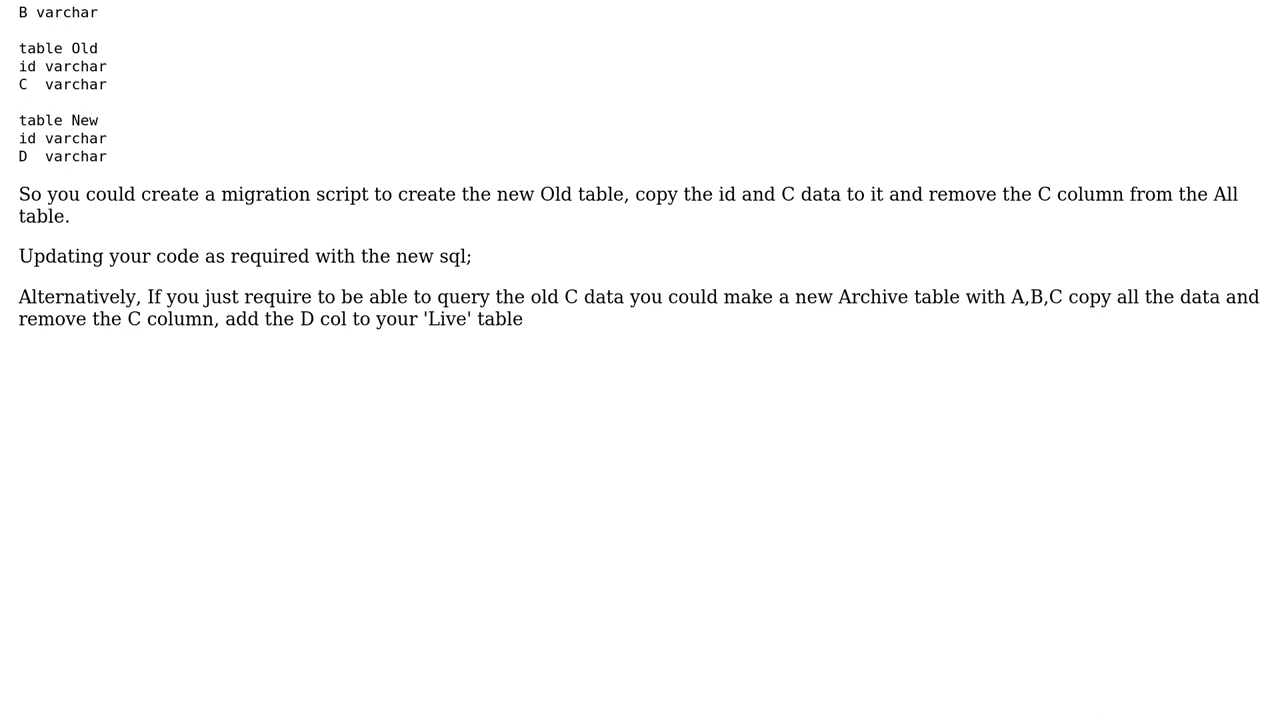 B varchar
table Old
id varchar
C  varchar
table New
id varchar
D  varchar
So you could create a migration script to create the new Old table, copy the id and C data to it and remove the C column from the All
table.
Updating your code as required with the new sql;
Alternatively, If you just require to be able to query the old C data you could make a new Archive table with A,B,C copy all the data and
remove the C column, add the D col to your 'Live' table